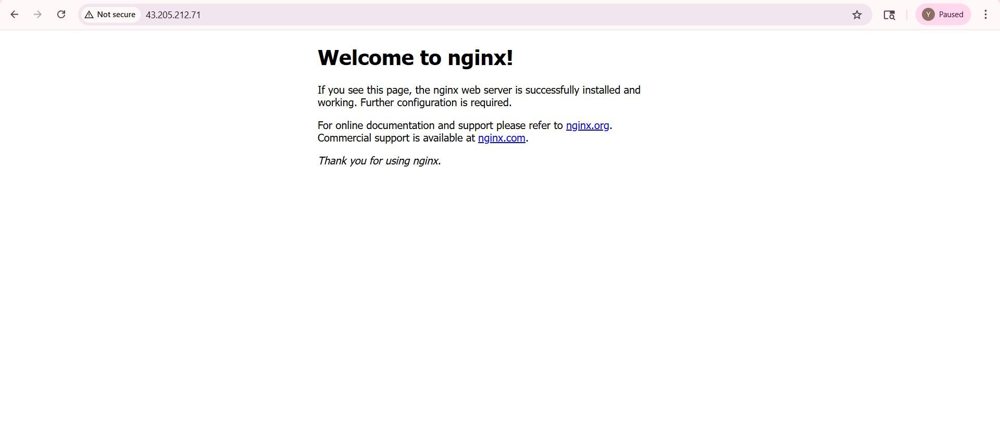 Not secure
43.205.212.71
Y
Paused
Welcome to nginx!
If you see this page, the nginx web server is successfully installed and
working. Further configuration is required.
For online documentation and support please refer to nginx.org.
Commercial support is available at nginx.com.
Thank you for using nginx.